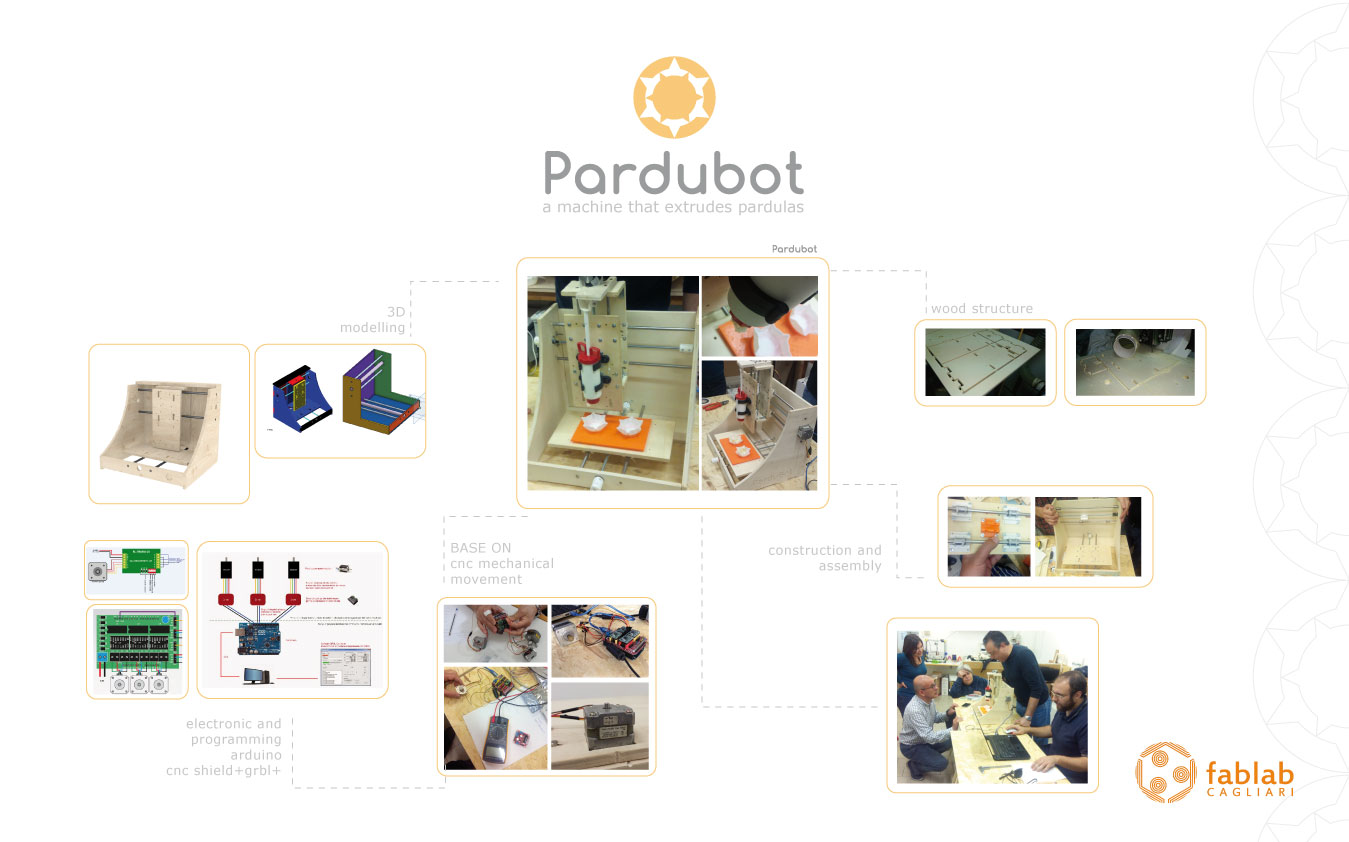 Pardubot
a machine that extrudes pardulas
Pardubot
3D
modelling
wood structure
BASE ON
cnc mechanical
movement
construction and
assembly
electronic and
programming
arduino
cnc shield+grbl+
fablab
CAGLIARI